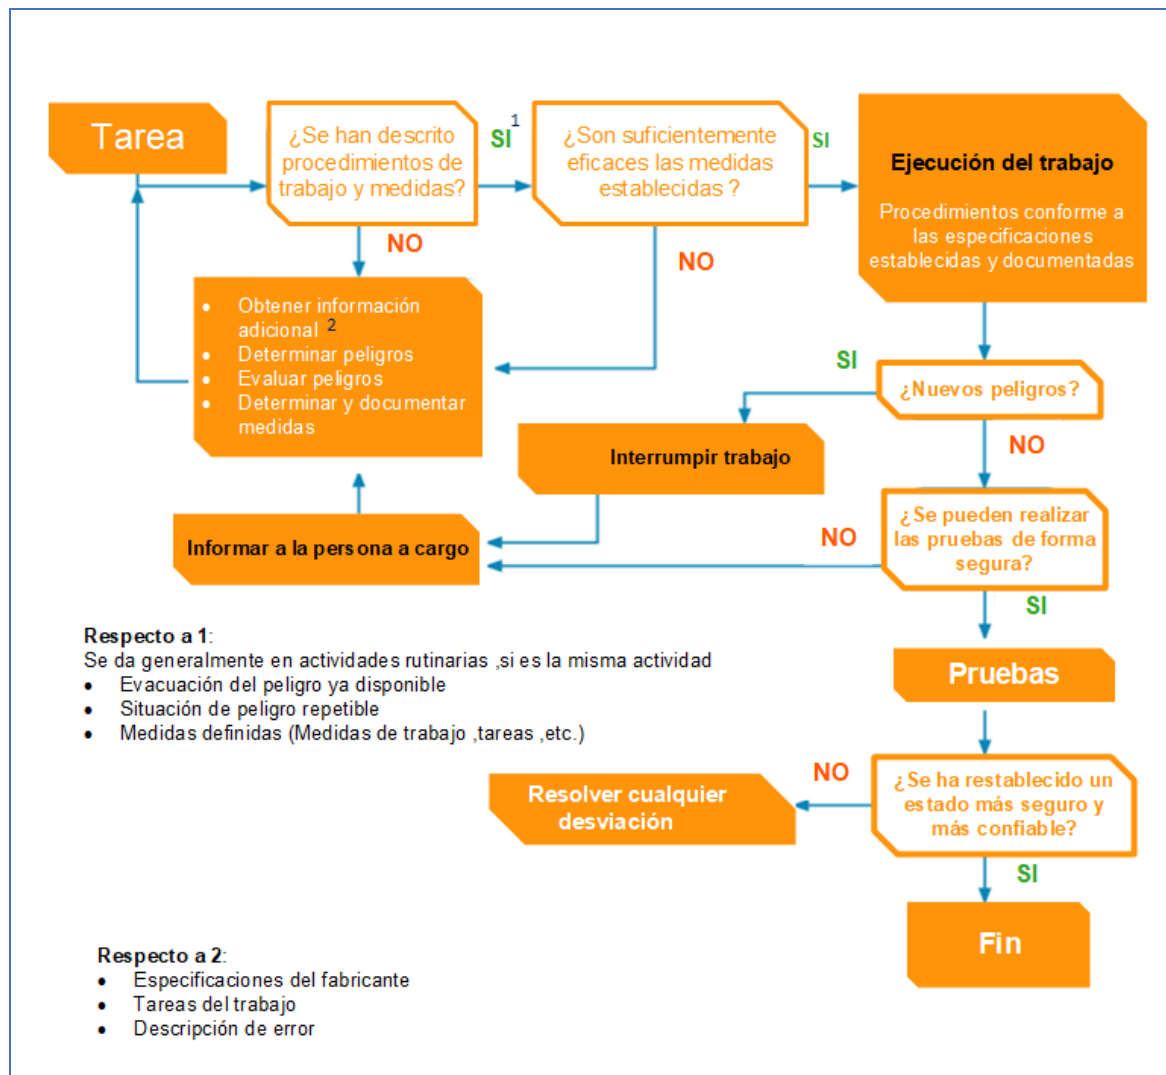 Tarea
¿Se han descrito
procedimientos de
trabajo y medidas?
SI 1
¿Son suficientemente
eficaces las medidas
establecidas ?
SI
Ejecución del trabajo
Procedimientos conforme a
las especificaciones
establecidas y documentadas
NO
NO
• Obtener información
adicional 2
• Determinar peligros
• Evaluar peligros
• Determinar y documentar
medidas
SI
¿Nuevos peligros?
NO
Interrumpir trabajo
Informar a la persona a cargo
NO
¿Se pueden realizar
las pruebas de forma
segura?
SI
Respecto a 1:
Se da generalmente en actividades rutinarias ,si es la misma actividad
• Evacuación del peligro ya disponible
• Situación de peligro repetible
• Medidas definidas (Medidas de trabajo ,tareas ,etc.)
Pruebas
NO
¿Se ha restablecido un
estado más seguro y
más confiable?
Resolver cualquier
desviación
SI
Fin
Respecto a 2:
• Especificaciones del fabricante
• Tareas del trabajo
• Descripción de error